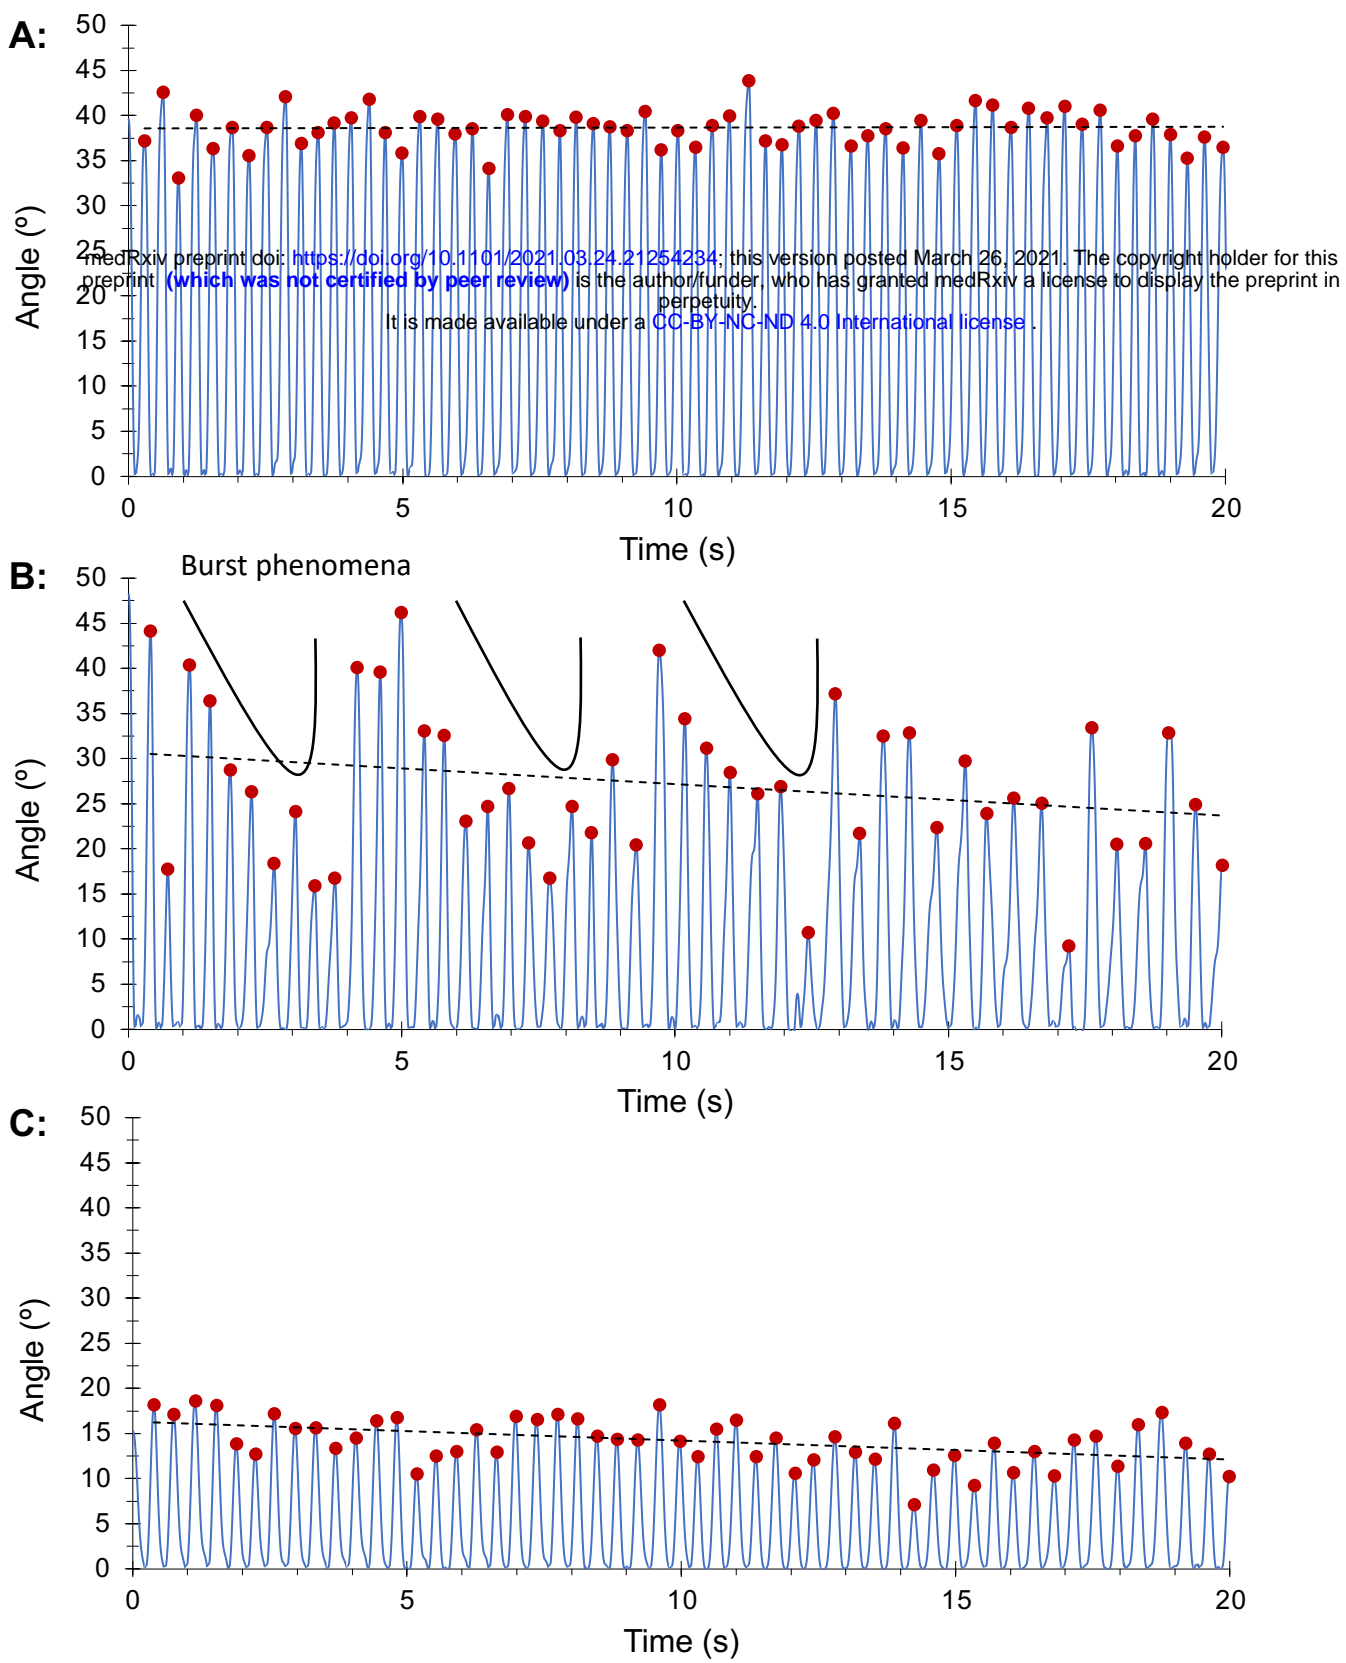 A:
50
45
40
35
30
25
20
15
10
5
0
Angle (º)
medRxiv preprint doi: https://doi.org/10.1101/2021.03.24.21254234; this version posted March 26, 2021. The copyright holder for this
preprint (which was not certified by peer review) is the author/funder, who has granted medRxiv a license to display the preprint in
perpetuity.
It is made available under a CC-BY-NC-ND 4.0 International license .
0 5 10 15 20
Time (s)
B:
Burst phenomena
50
45
40
35
30
25
20
15
10
5
0
Angle (º)
0 5 10 15 20
Time (s)
C:
50
45
40
35
30
25
20
15
10
5
0
Angle (º)
0 5 10 15 20
Time (s)